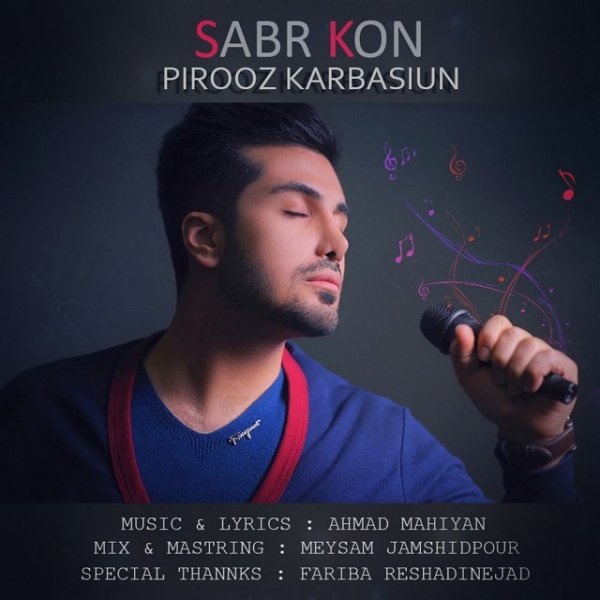 SABR KON
PIROOZ KARBASIUN
MUSIC & LYRICS : AHMAD MAHIYAN
MIX & MASTRING : MEYSAM JAMSHIDPOUR
SPECIAL THANNKS : FARIBA RESHADINEJAD